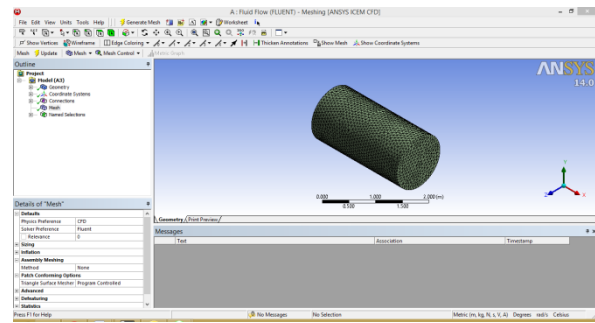 A : Fluid Flow (FLUENT) - Meshing [ANSYS ICEM CFD]
File Edit View Units Tools Help Generate Mesh Worksheet
Show Vertices Wireframe Edge Coloring Thicken Annotations Show Mesh Show Coordinate Systems
Mesh Update Mesh Mesh Control Metric Graph
Outline
Project
Model (A3)
Geometry
Coordinate Systems
Connections
Mesh
Named Selections
ANSYS
14.0
Y
Z X
0.000 1.000 2.000 (m)
0.500 1.500
Geometry Print Preview
Details of "Mesh"
Defaults
Physics Preference CFD
Solver Preference Fluent
Relevance 0
Sizing
Inflation
Assembly Meshing
Method None
Patch Conforming Options
Triangle Surface Mesher Program Controlled
Advanced
Defeaturing
Statistics
Messages
Text Association Timestamp
Press F1 for Help No Messages No Selection Metric (m, kg, N, s, V, A) Degrees rad/s Celsius